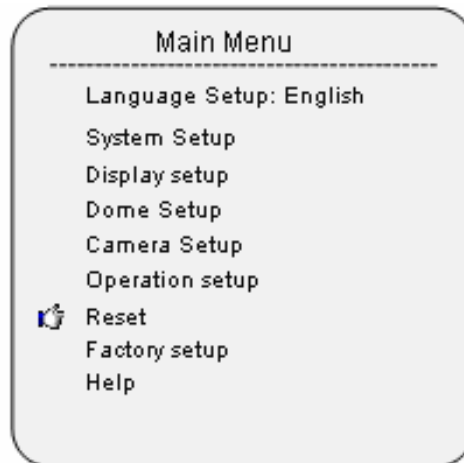 Main Menu
Language Setup: English
System Setup
Display setup
Dome Setup
Camera Setup
Operation setup
Reset
Factory setup
Help